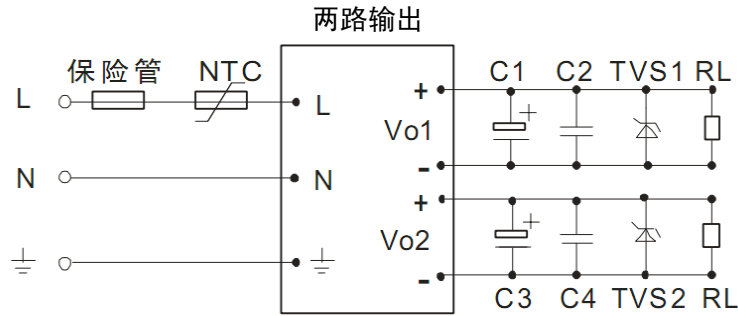 两路输出
保险管 NTC
C1 C2 TVS1 RL
L L
+
Vo1
-
N N
+
Vo2
-
C3 C4 TVS2 RL